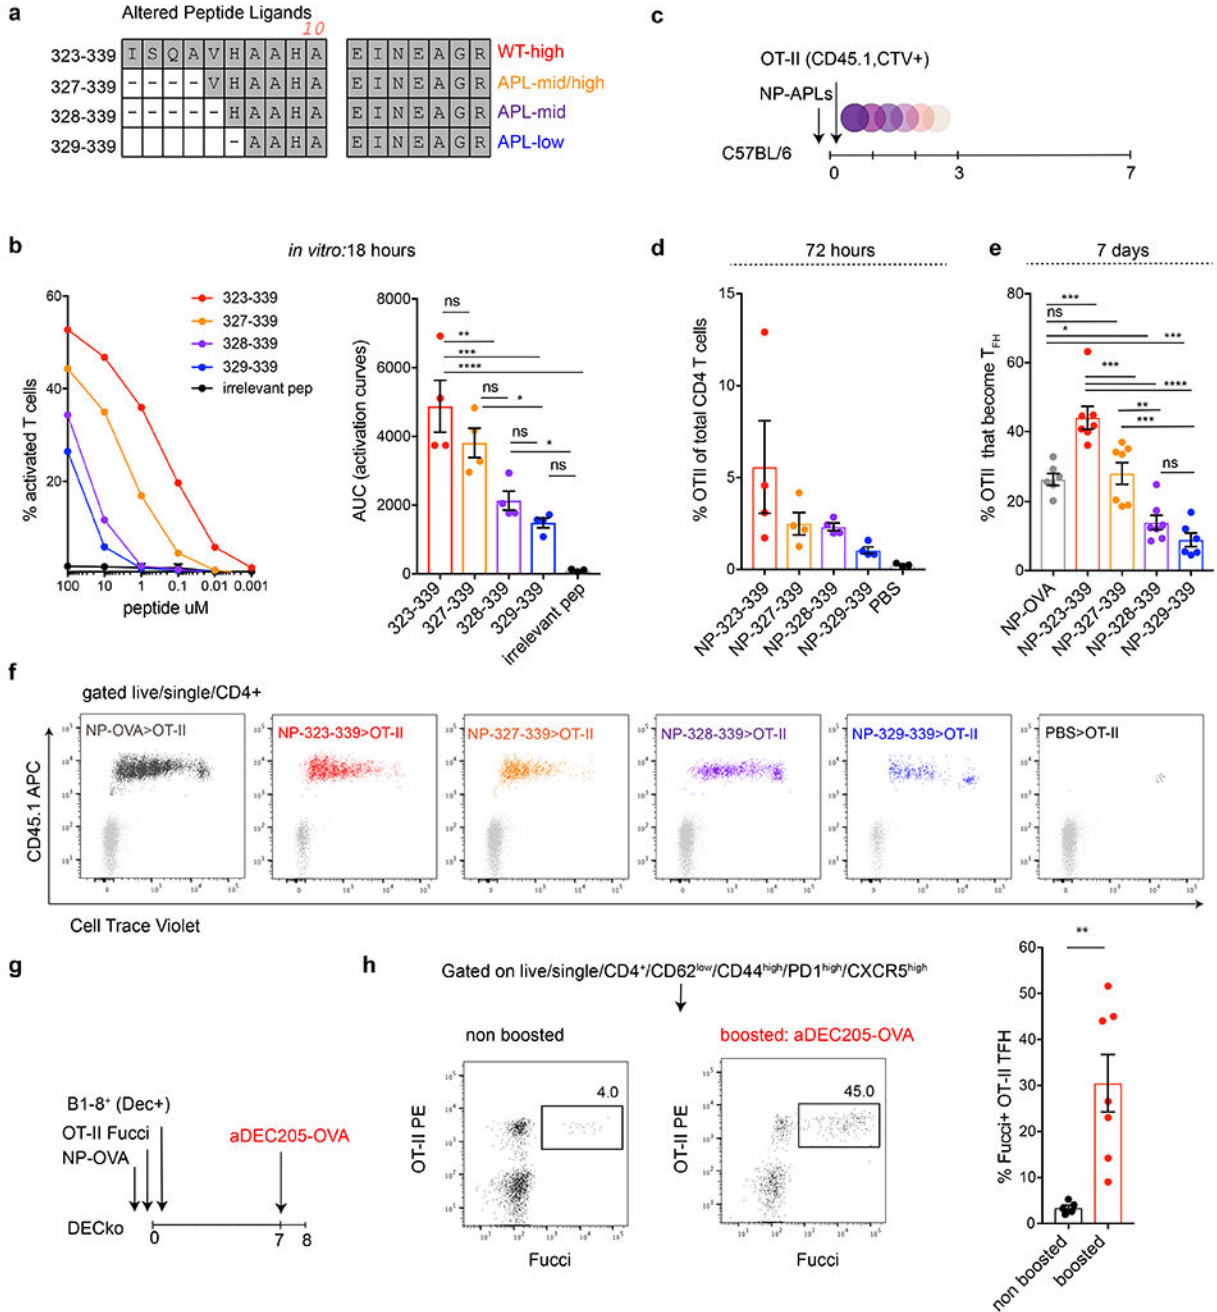 a
Altered Peptide Ligands
10
323-339 I S Q A V H A A H A E I N E A G R WT-high
327-339 - - - - V H A A H A E I N E A G R APL-mid/high
328-339 - - - - - H A A H A E I N E A G R APL-mid
329-339 - A A H A E I N E A G R APL-low
c
OT-II (CD45.1,CTV+)
NP-APLs
C57BL/6
0 3 7
b
in vitro:18 hours
% activated T cells
60
40
20
100 10 1 0.1 0.01 0.001
peptide uM
323-339
327-339
328-339
329-339
irrelevant pep
AUC (activation curves)
8000
6000
4000
2000
0
ns
**
***
****
ns
*
ns
*
ns
323-339
327-339
328-339
329-339
irrelevant pep
d
72 hours
% OTII of total CD4 T cells
15
10
5
0
NP-323-339
NP-327-339
NP-328-339
NP-329-339
PBS
e
7 days
% OTII that become TFH
80
60
40
20
0
***
ns
*
***
***
****
**
***
ns
NP-OVA
NP-323-339
NP-327-339
NP-328-339
NP-329-339
f
gated live/single/CD4+
CD45.1 APC
NP-OVA>OT-II
NP-323-339>OT-II
NP-327-339>OT-II
NP-328-339>OT-II
NP-329-339>OT-II
PBS>OT-II
Cell Trace Violet
g
B1-8+ (Dec+)
OT-II Fucci
NP-OVA
aDEC205-OVA
DECko
0 7 8
h
Gated on live/single/CD4+/CD62low/CD44high/PD1high/CXCR5high
non boosted
4.0
OT-II PE
Fucci
boosted: aDEC205-OVA
45.0
OT-II PE
Fucci
**
% Fucci+ OT-II TFH
60
50
40
30
20
10
0
non boosted
boosted